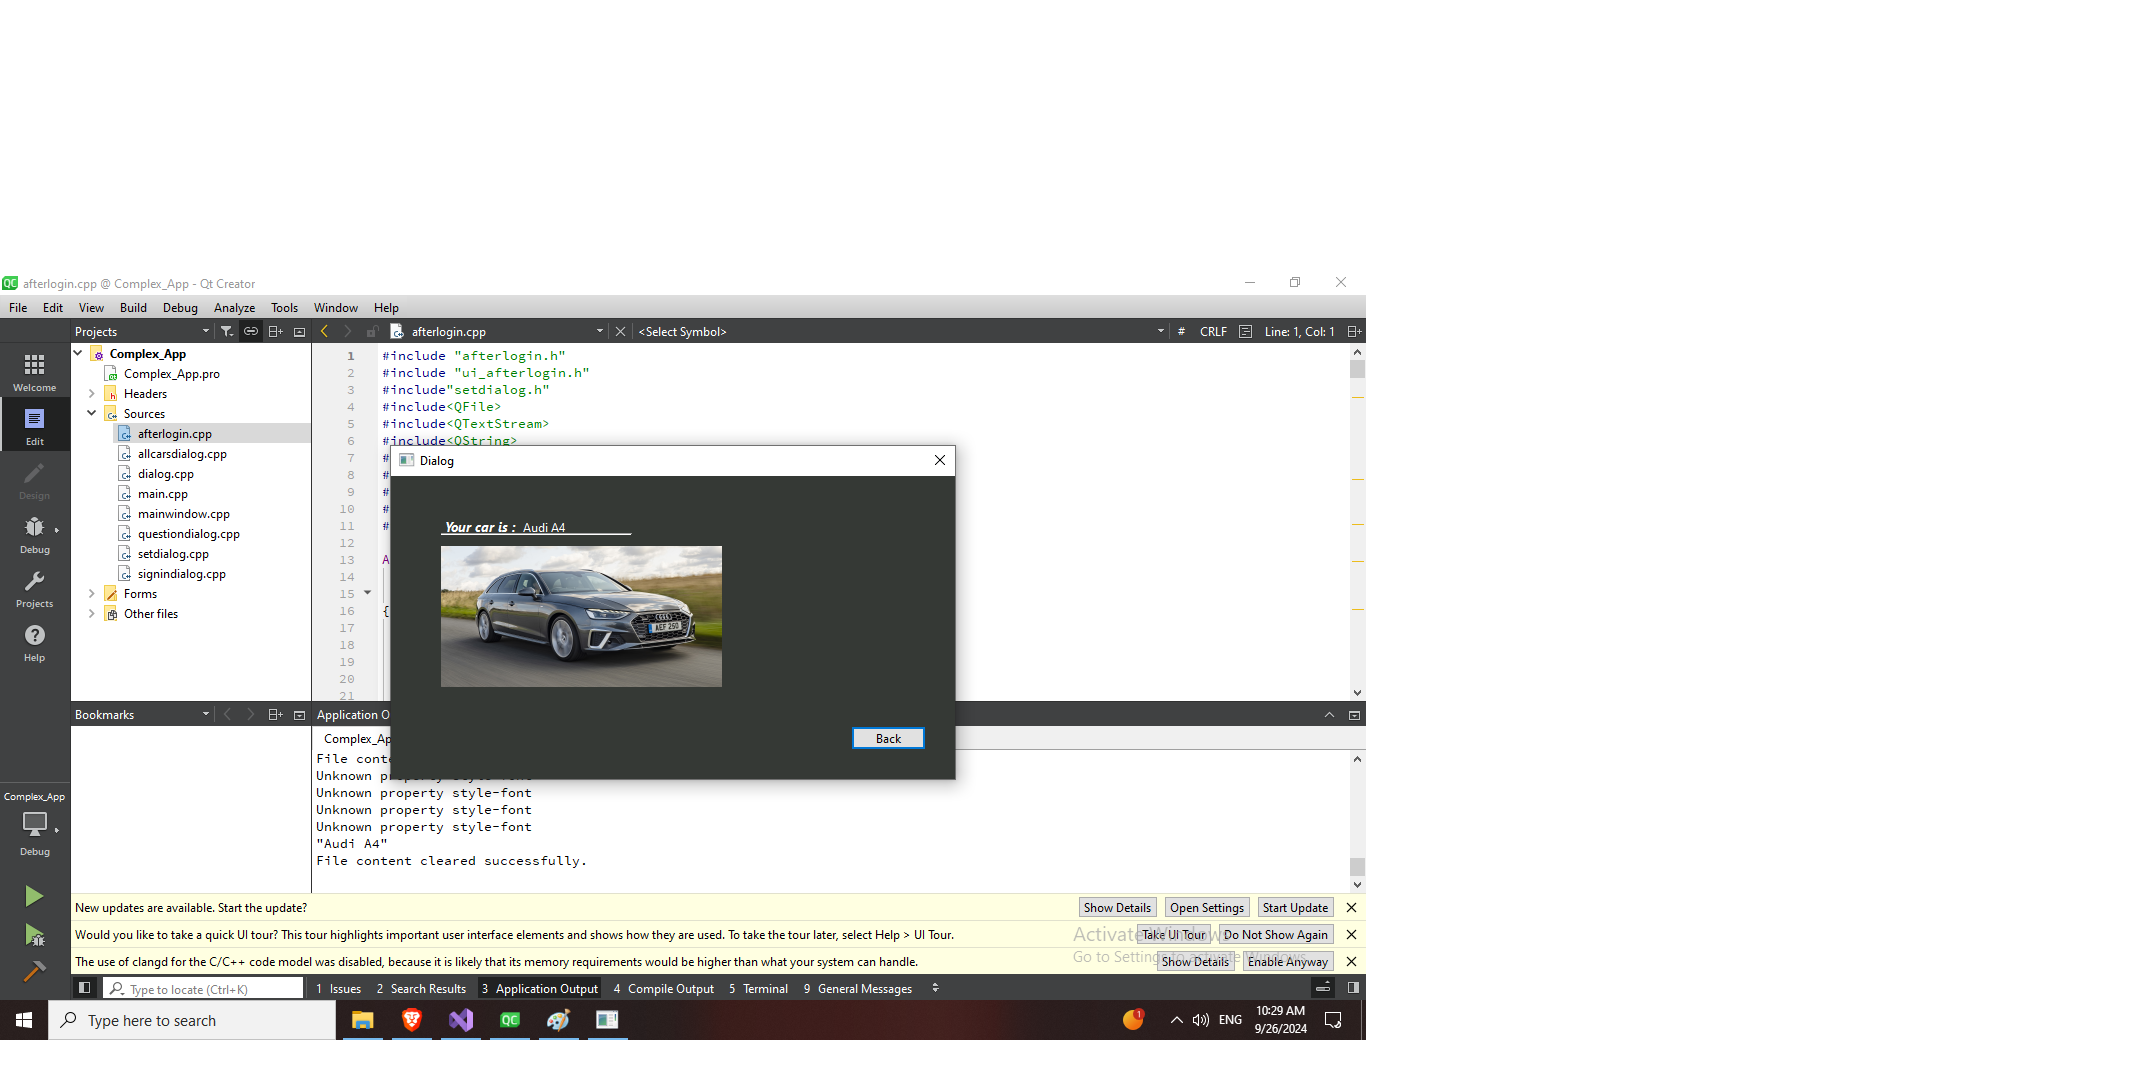 QC afterlogin.cpp @ Complex_App - Qt Creator
File Edit View Build Debug Analyze Tools Window Help
Projects afterlogin.cpp <Select Symbol> # CRLF Line: 1, Col: 1
Welcome
Edit
Design
Debug
Projects
Help
Complex_App
Debug
Complex_App
Complex_App.pro
Headers
Sources
afterlogin.cpp
allcarsdialog.cpp
dialog.cpp
main.cpp
mainwindow.cpp
questiondialog.cpp
setdialog.cpp
signindialog.cpp
Forms
Other files
1 #include "afterlogin.h"
2 #include "ui_afterlogin.h"
3 #include"setdialog.h"
4 #include<QFile>
5 #include<QTextStream>
6 #include<QString>
7 #
8 #
9 #
10 #
11 #
12
13 A
14
15
16 {
17
18
19
20
21
Dialog
Your car is : Audi A4
AEF 250
Back
Bookmarks
Application O
Complex_Ap
File cont
Unknown property style-font
Unknown property style-font
Unknown property style-font
Unknown property style-font
"Audi A4"
File content cleared successfully.
New updates are available. Start the update? Show Details Open Settings Start Update
Would you like to take a quick UI tour? This tour highlights important user interface elements and shows how they are used. To take the tour later, select Help > UI Tour. Take UI Tour Do Not Show Again
The use of clangd for the C/C++ code model was disabled, because it is likely that its memory requirements would be higher than what your system can handle. Show Details Enable Anyway
Activate Windows
Go to Settings to activate Windows.
Type to locate (Ctrl+K) 1 Issues 2 Search Results 3 Application Output 4 Compile Output 5 Terminal 9 General Messages
Type here to search QC 1 ENG 10:29 AM
9/26/2024